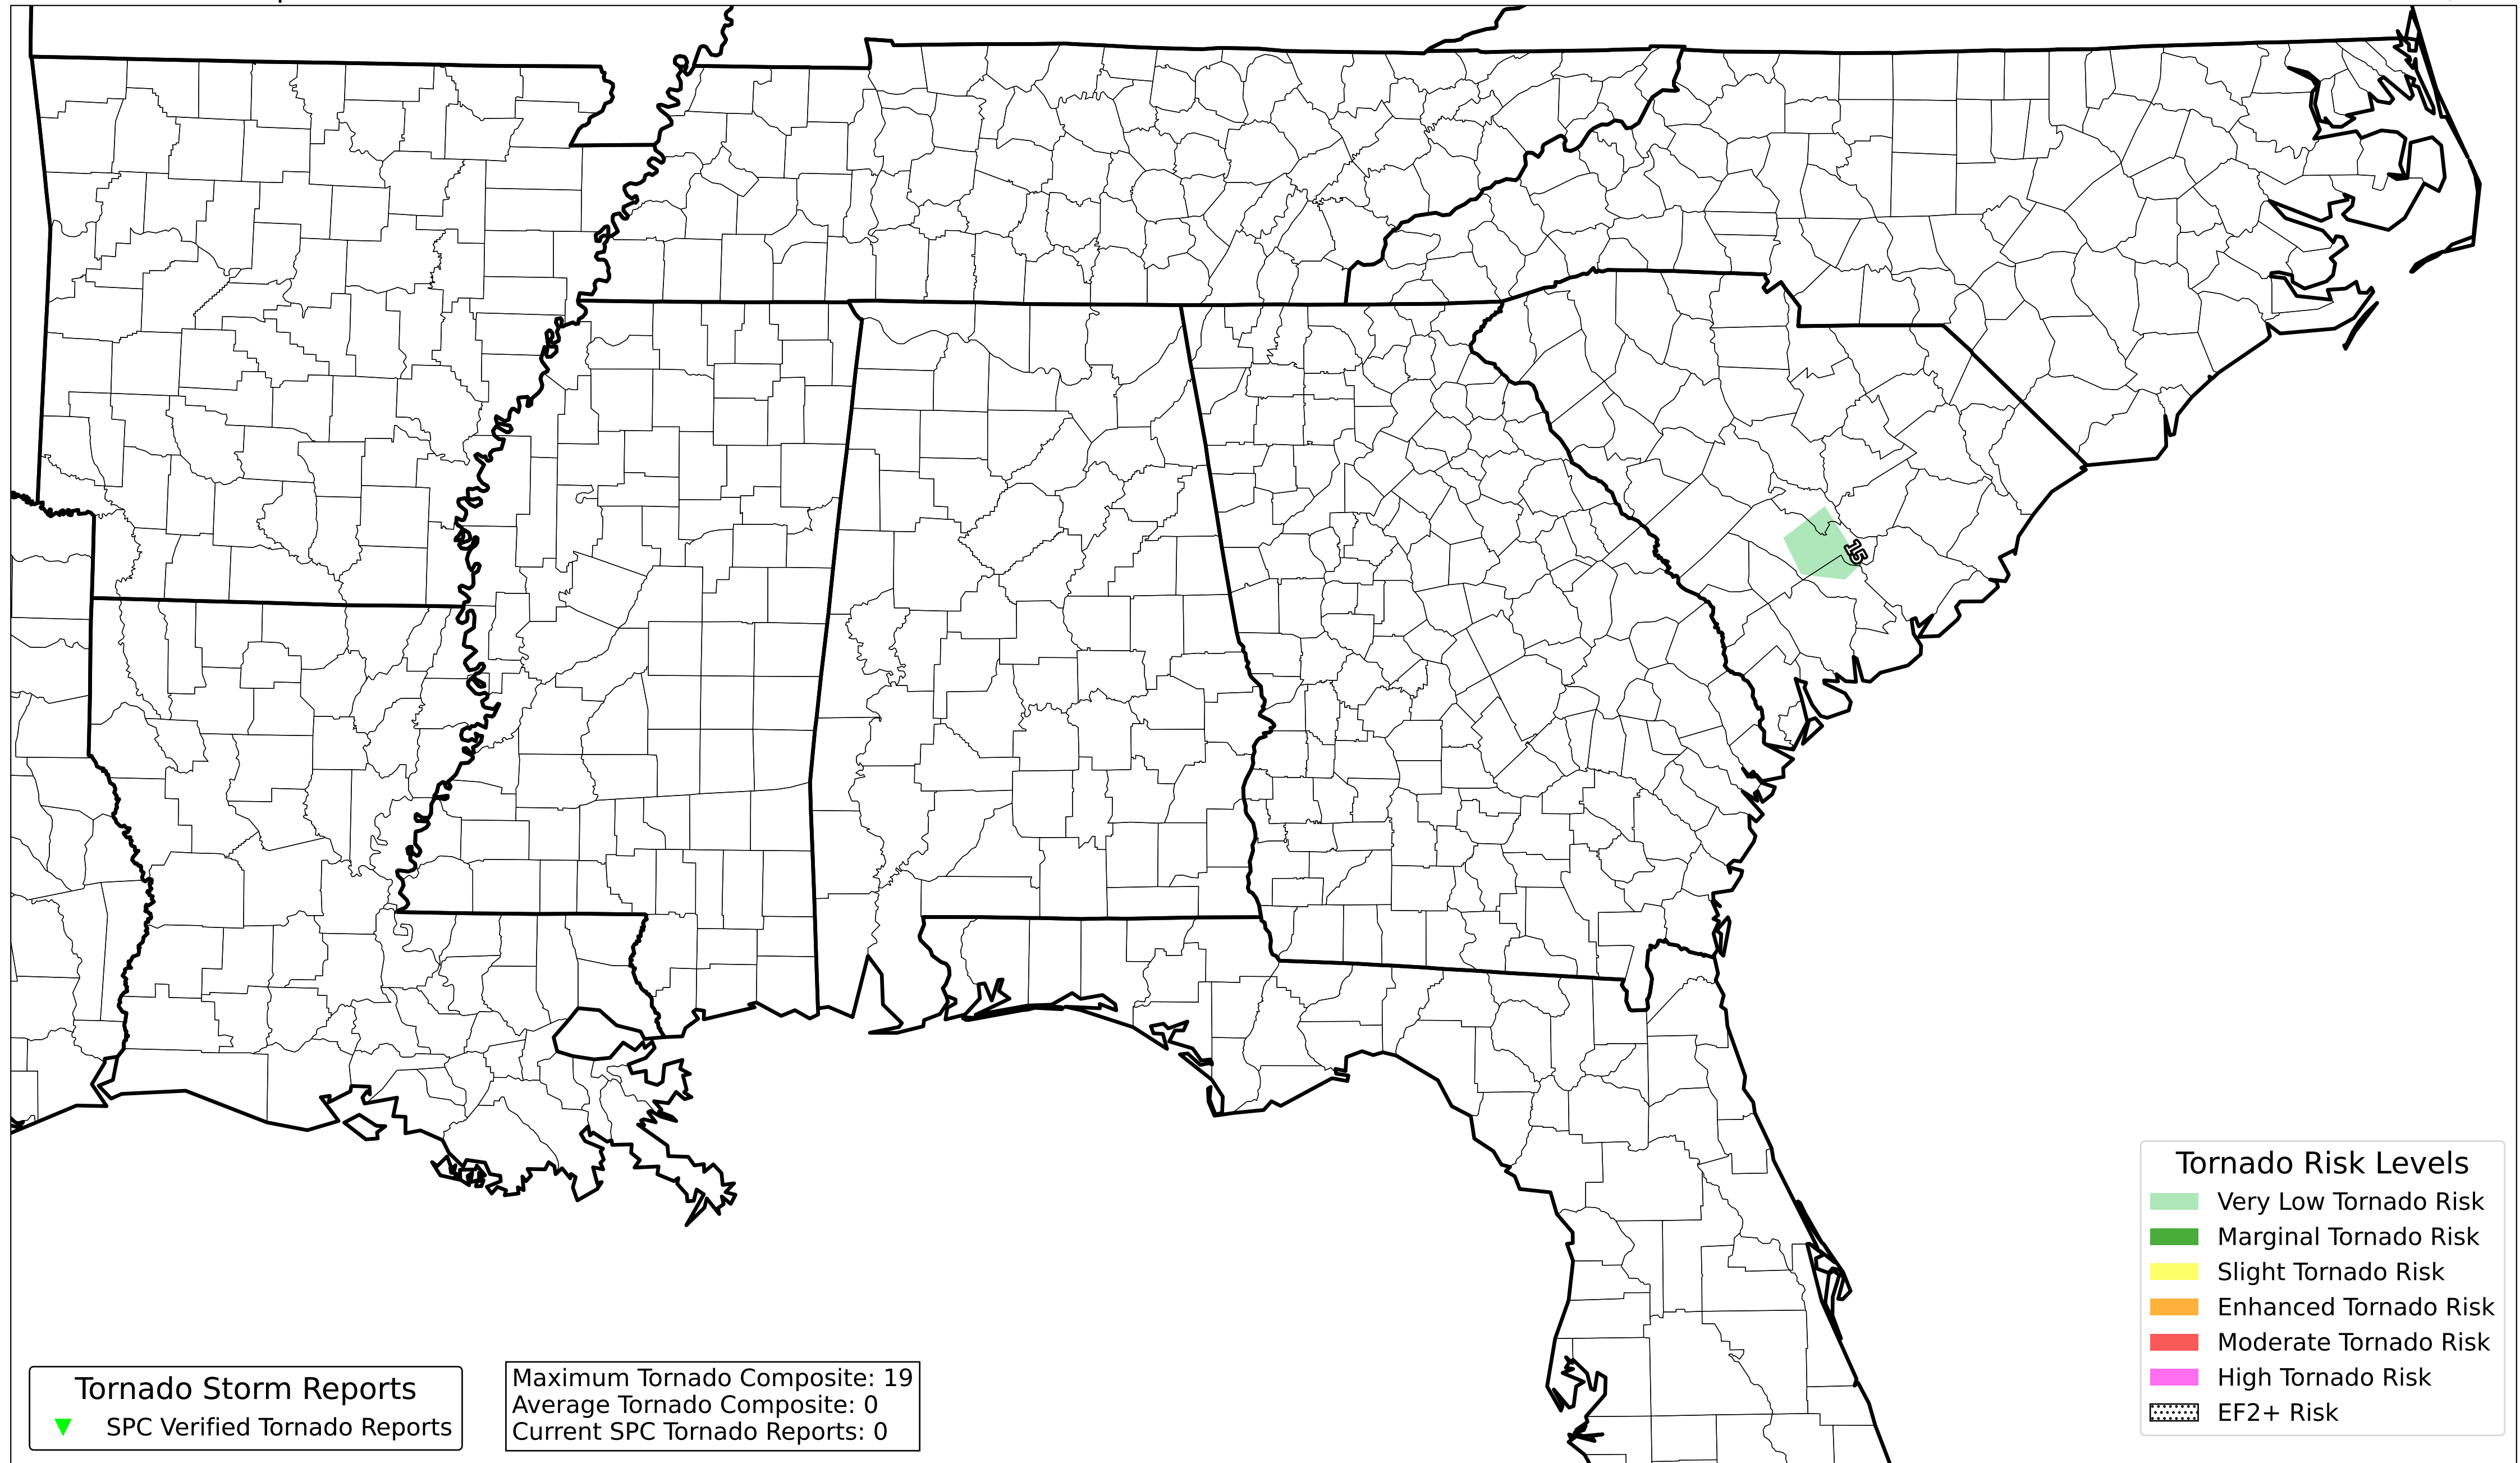 15
Tornado Risk Levels
Very Low Tornado Risk
Marginal Tornado Risk
Slight Tornado Risk
Enhanced Tornado Risk
Moderate Tornado Risk
High Tornado Risk
EF2+ Risk
Tornado Storm Reports
SPC Verified Tornado Reports
Maximum Tornado Composite: 19
Average Tornado Composite: 0
Current SPC Tornado Reports: 0